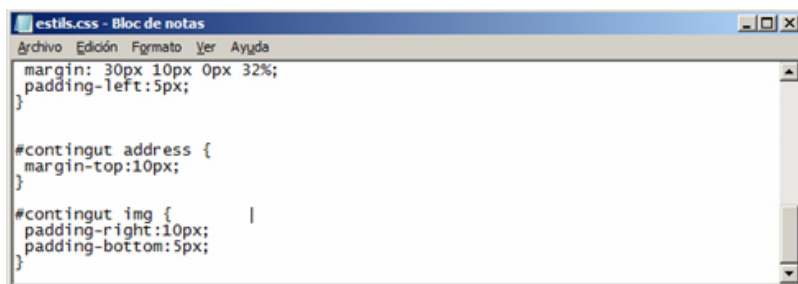 estils.css - Bloc de notas
Archivo Edición Formato Ver Ayuda
margin: 30px 10px 0px 32%;
padding-left:5px;
}
#contingut address {
margin-top:10px;
}
#contingut img {
padding-right:10px;
padding-bottom:5px;
}